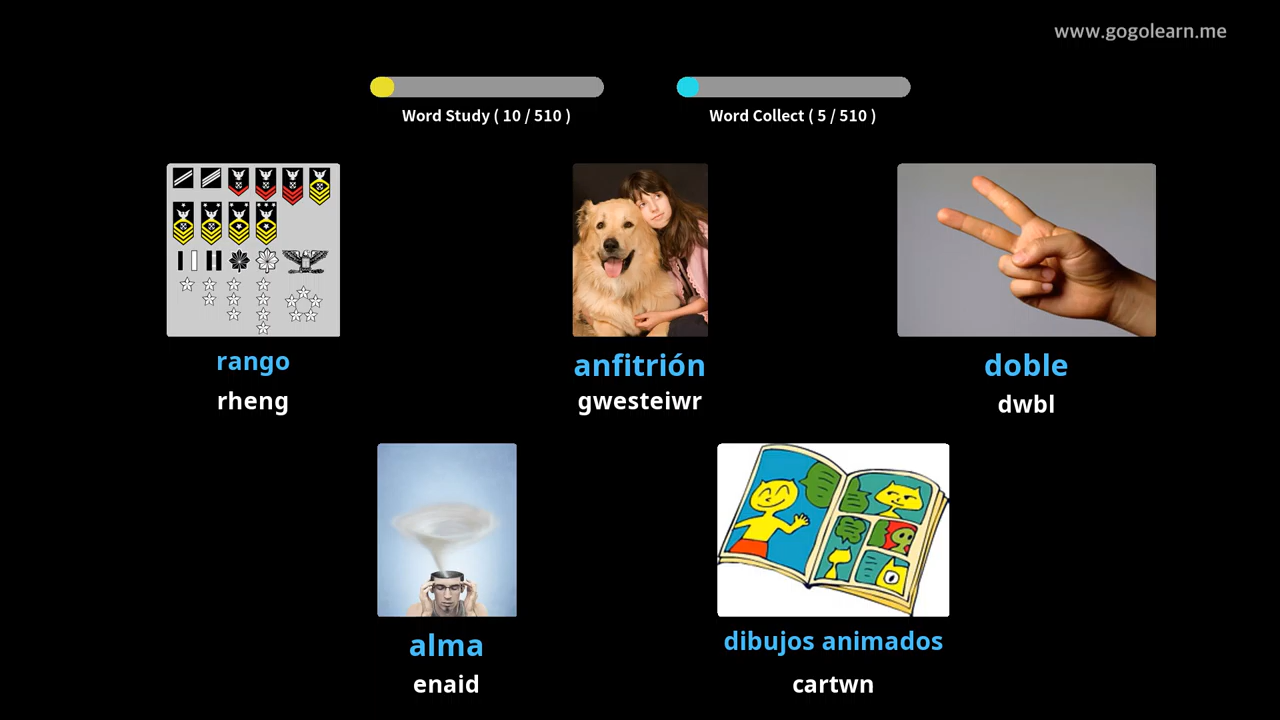 www.gogolearn.me
Word Study ( 10 / 510 )
Word Collect ( 5 / 510 )
rango
rheng
anfitrión
gwesteiwr
doble
dwbl
alma
enaid
dibujos animados
cartwn